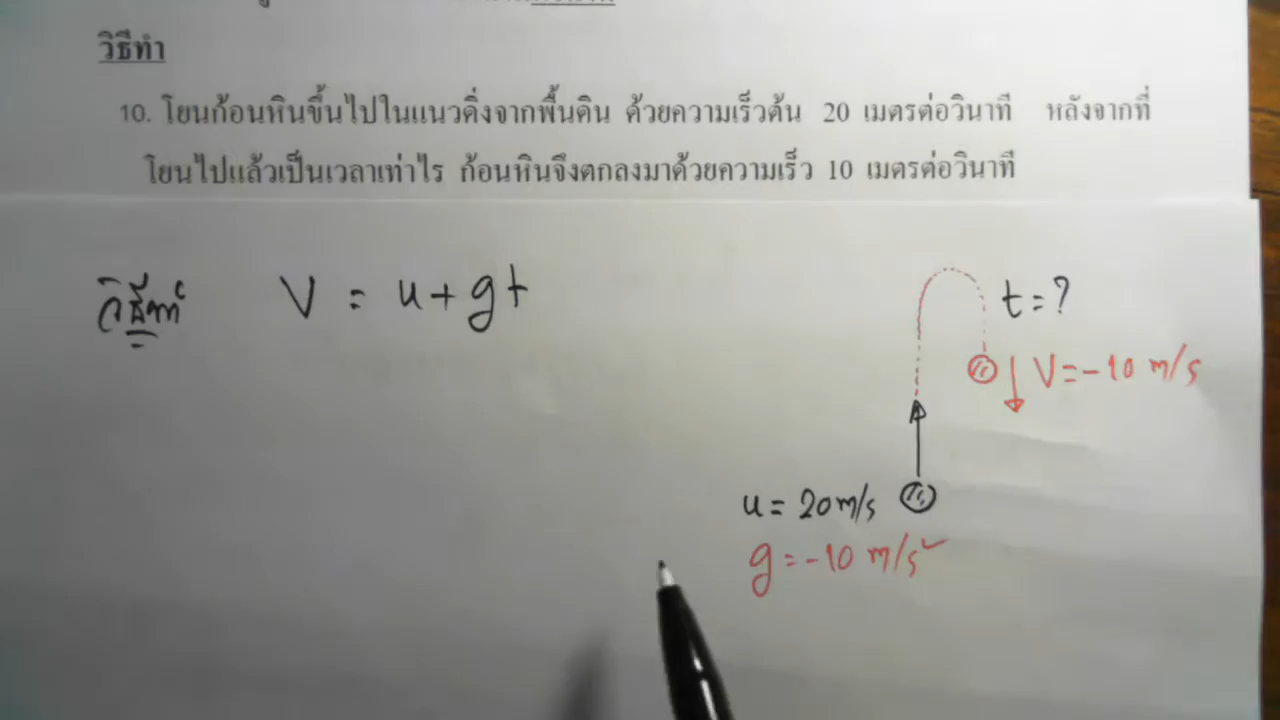 วิธีทำ
10. โยนก้อนหินขึ้นไปในแนวดิ่งจากพื้นดิน ด้วยความเร็วต้น 20 เมตรต่อวินาที หลังจากที่
โยนไปแล้วเป็นเวลาเท่าไร ก้อนหินจึงตกลงมาด้วยความเร็ว 10 เมตรต่อวินาที
วิธีทำ V = u + gt
t = ?
V = -10 m/s
u = 20 m/s
g = -10 m/s²